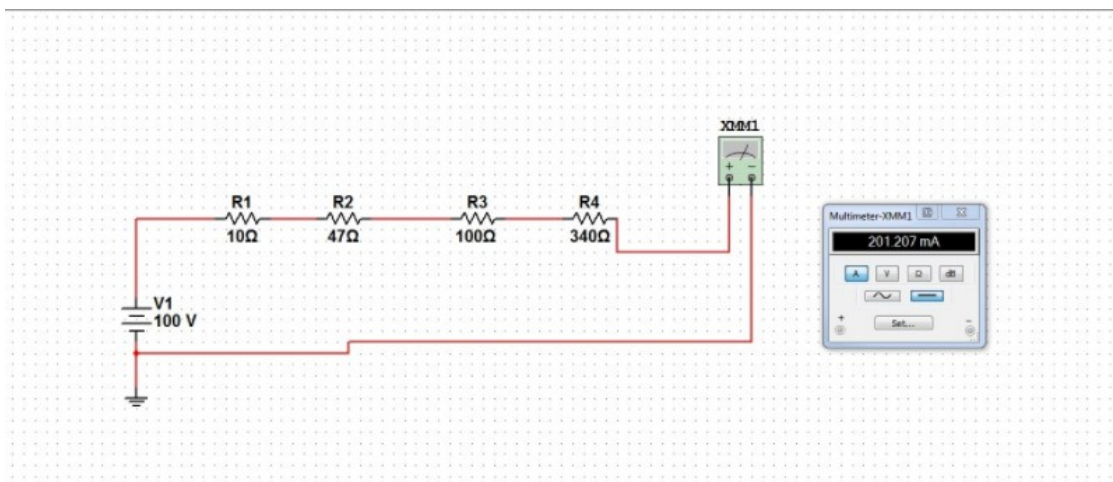 XMM1
+ −
R1
10Ω
R2
47Ω
R3
100Ω
R4
340Ω
V1
100 V
Multimeter-XMM1
201.207 mA
A V Ω dB
+ −
Set...